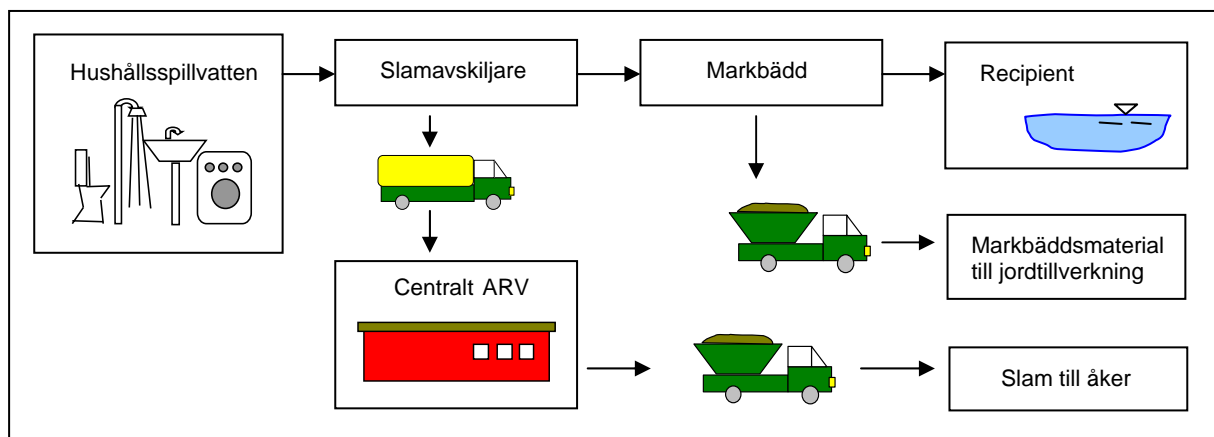 Hushållsspillvatten
Slamavskiljare
Markbädd
Recipient
Centralt ARV
Markbäddsmaterial
till jordtillverkning
Slam till åker